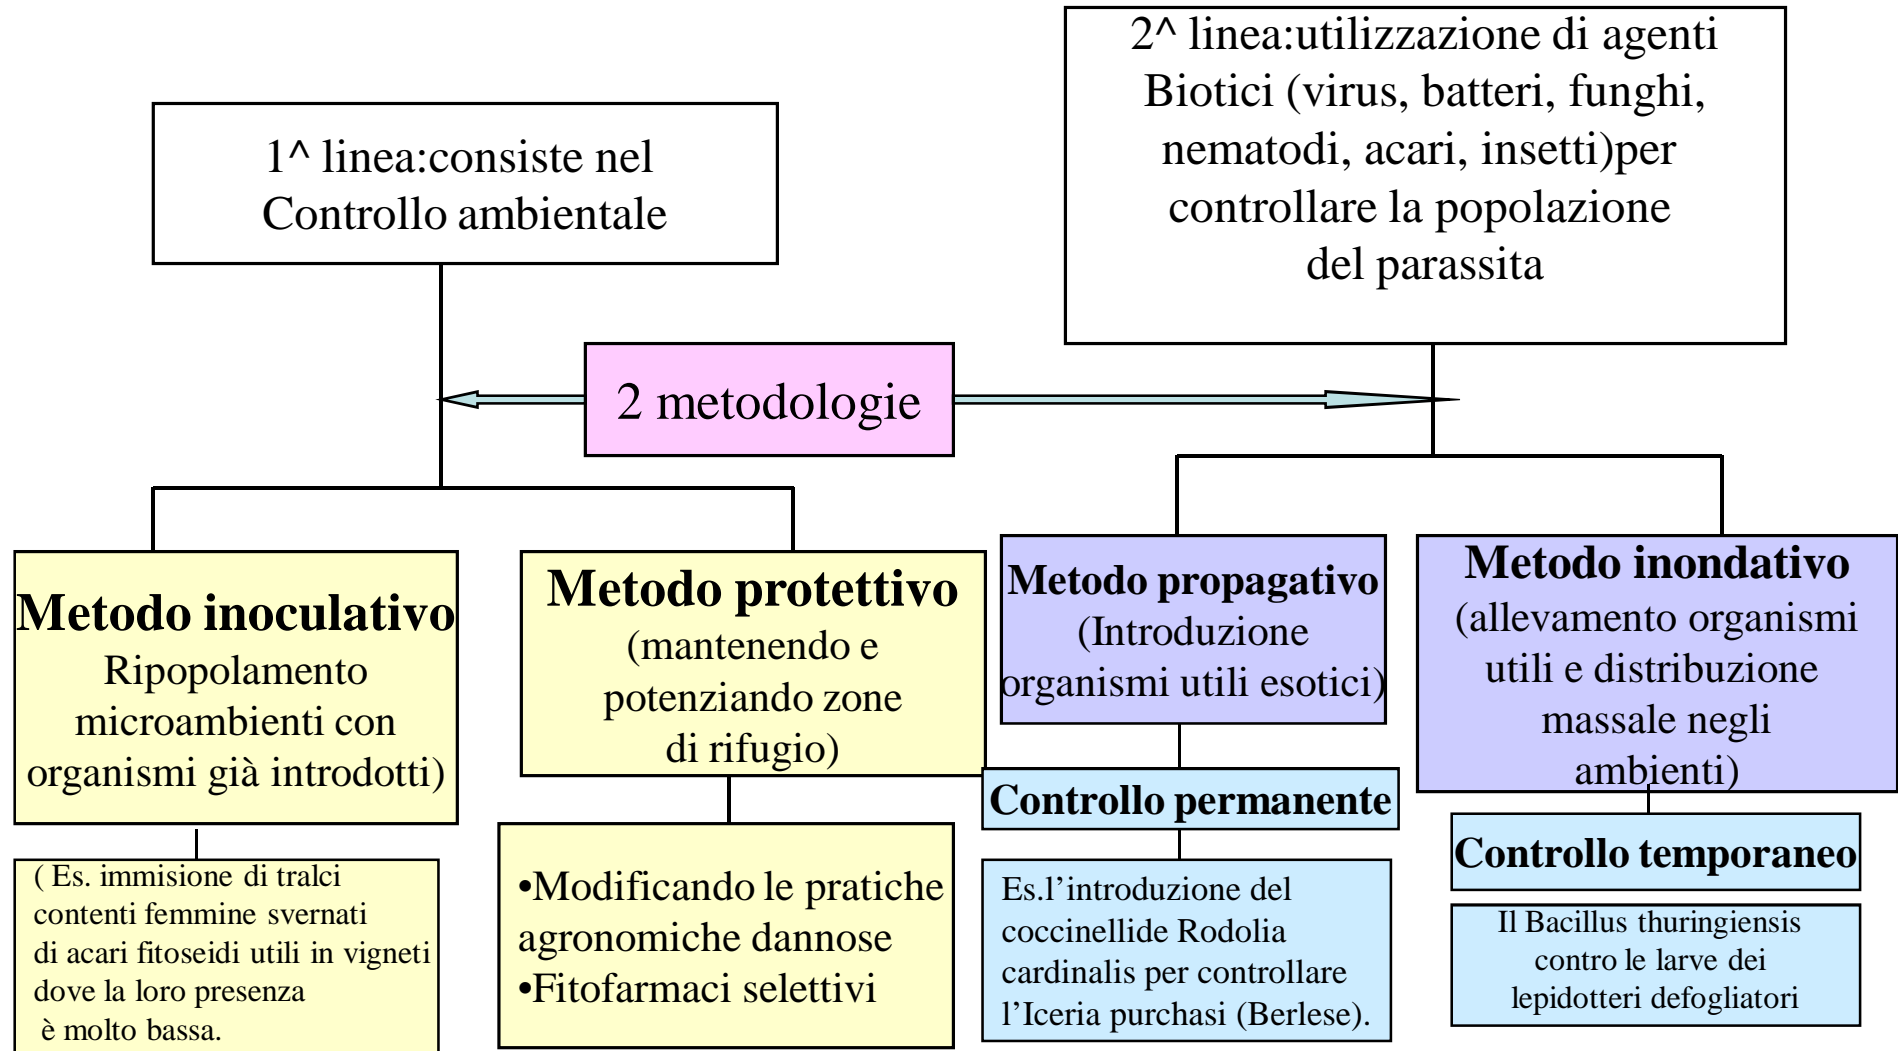 1^ linea:consiste nel
Controllo ambientale
2^ linea:utilizzazione di agenti
Biotici (virus, batteri, funghi,
nematodi, acari, insetti)per
controllare la popolazione
del parassita
2 metodologie
Metodo inoculativo
Ripopolamento
microambienti con
organismi già introdotti)
Metodo protettivo
(mantenendo e
potenziando zone
di rifugio)
Metodo propagativo
(Introduzione
organismi utili esotici)
Metodo inondativo
(allevamento organismi
utili e distribuzione
massale negli
ambienti)
( Es. immisione di tralci
contenti femmine svernati
di acari fitoseidi utili in vigneti
dove la loro presenza
è molto bassa.
•Modificando le pratiche
agronomiche dannose
•Fitofarmaci selettivi
Controllo permanente
Es.l’introduzione del
coccinellide Rodolia
cardinalis per controllare
l’Iceria purchasi (Berlese).
Controllo temporaneo
Il Bacillus thuringiensis
contro le larve dei
lepidotteri defogliatori